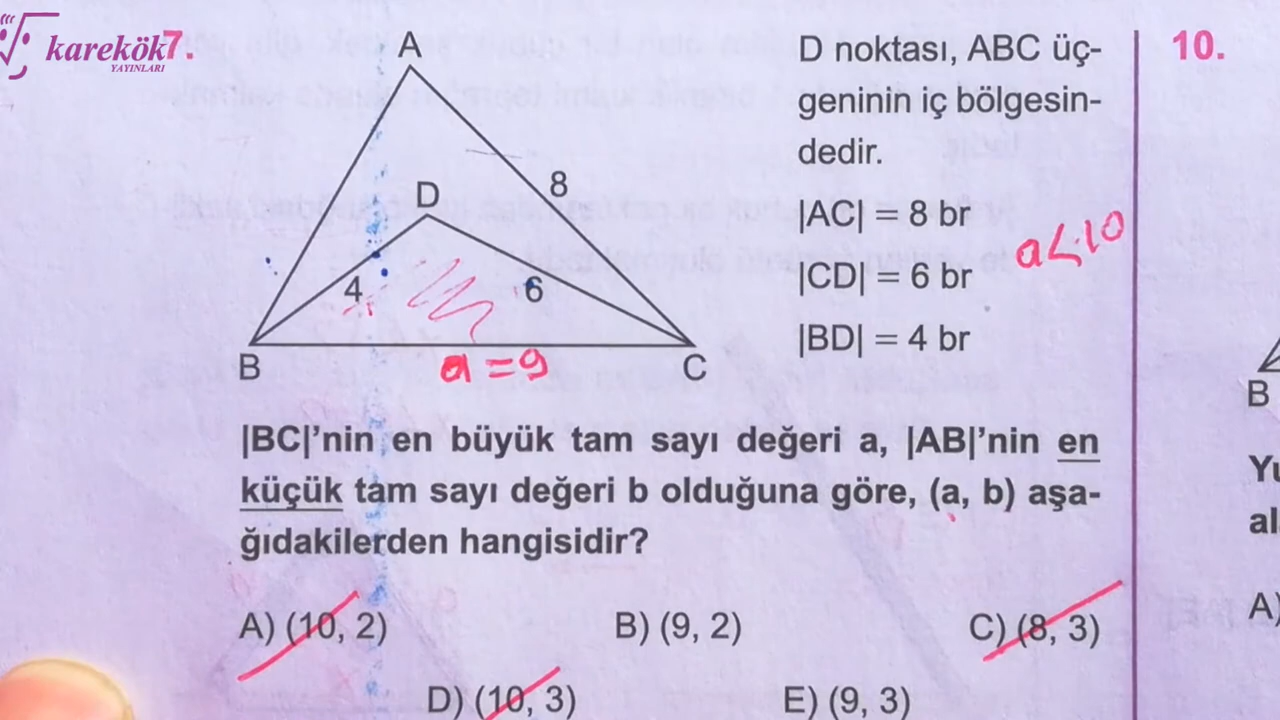 karekök
YAYINLARI
7.
A
D
8
4
6
B
C
a = 9
D noktası, ABC üç-
geninin iç bölgesin-
dedir.
|AC| = 8 br
|CD| = 6 br
|BD| = 4 br
a < 10
|BC|'nin en büyük tam sayı değeri a, |AB|'nin en
küçük tam sayı değeri b olduğuna göre, (a, b) aşa-
ğıdakilerden hangisidir?
A) (10, 2)
B) (9, 2)
C) (8, 3)
D) (10, 3)
E) (9, 3)
10.
B
A)